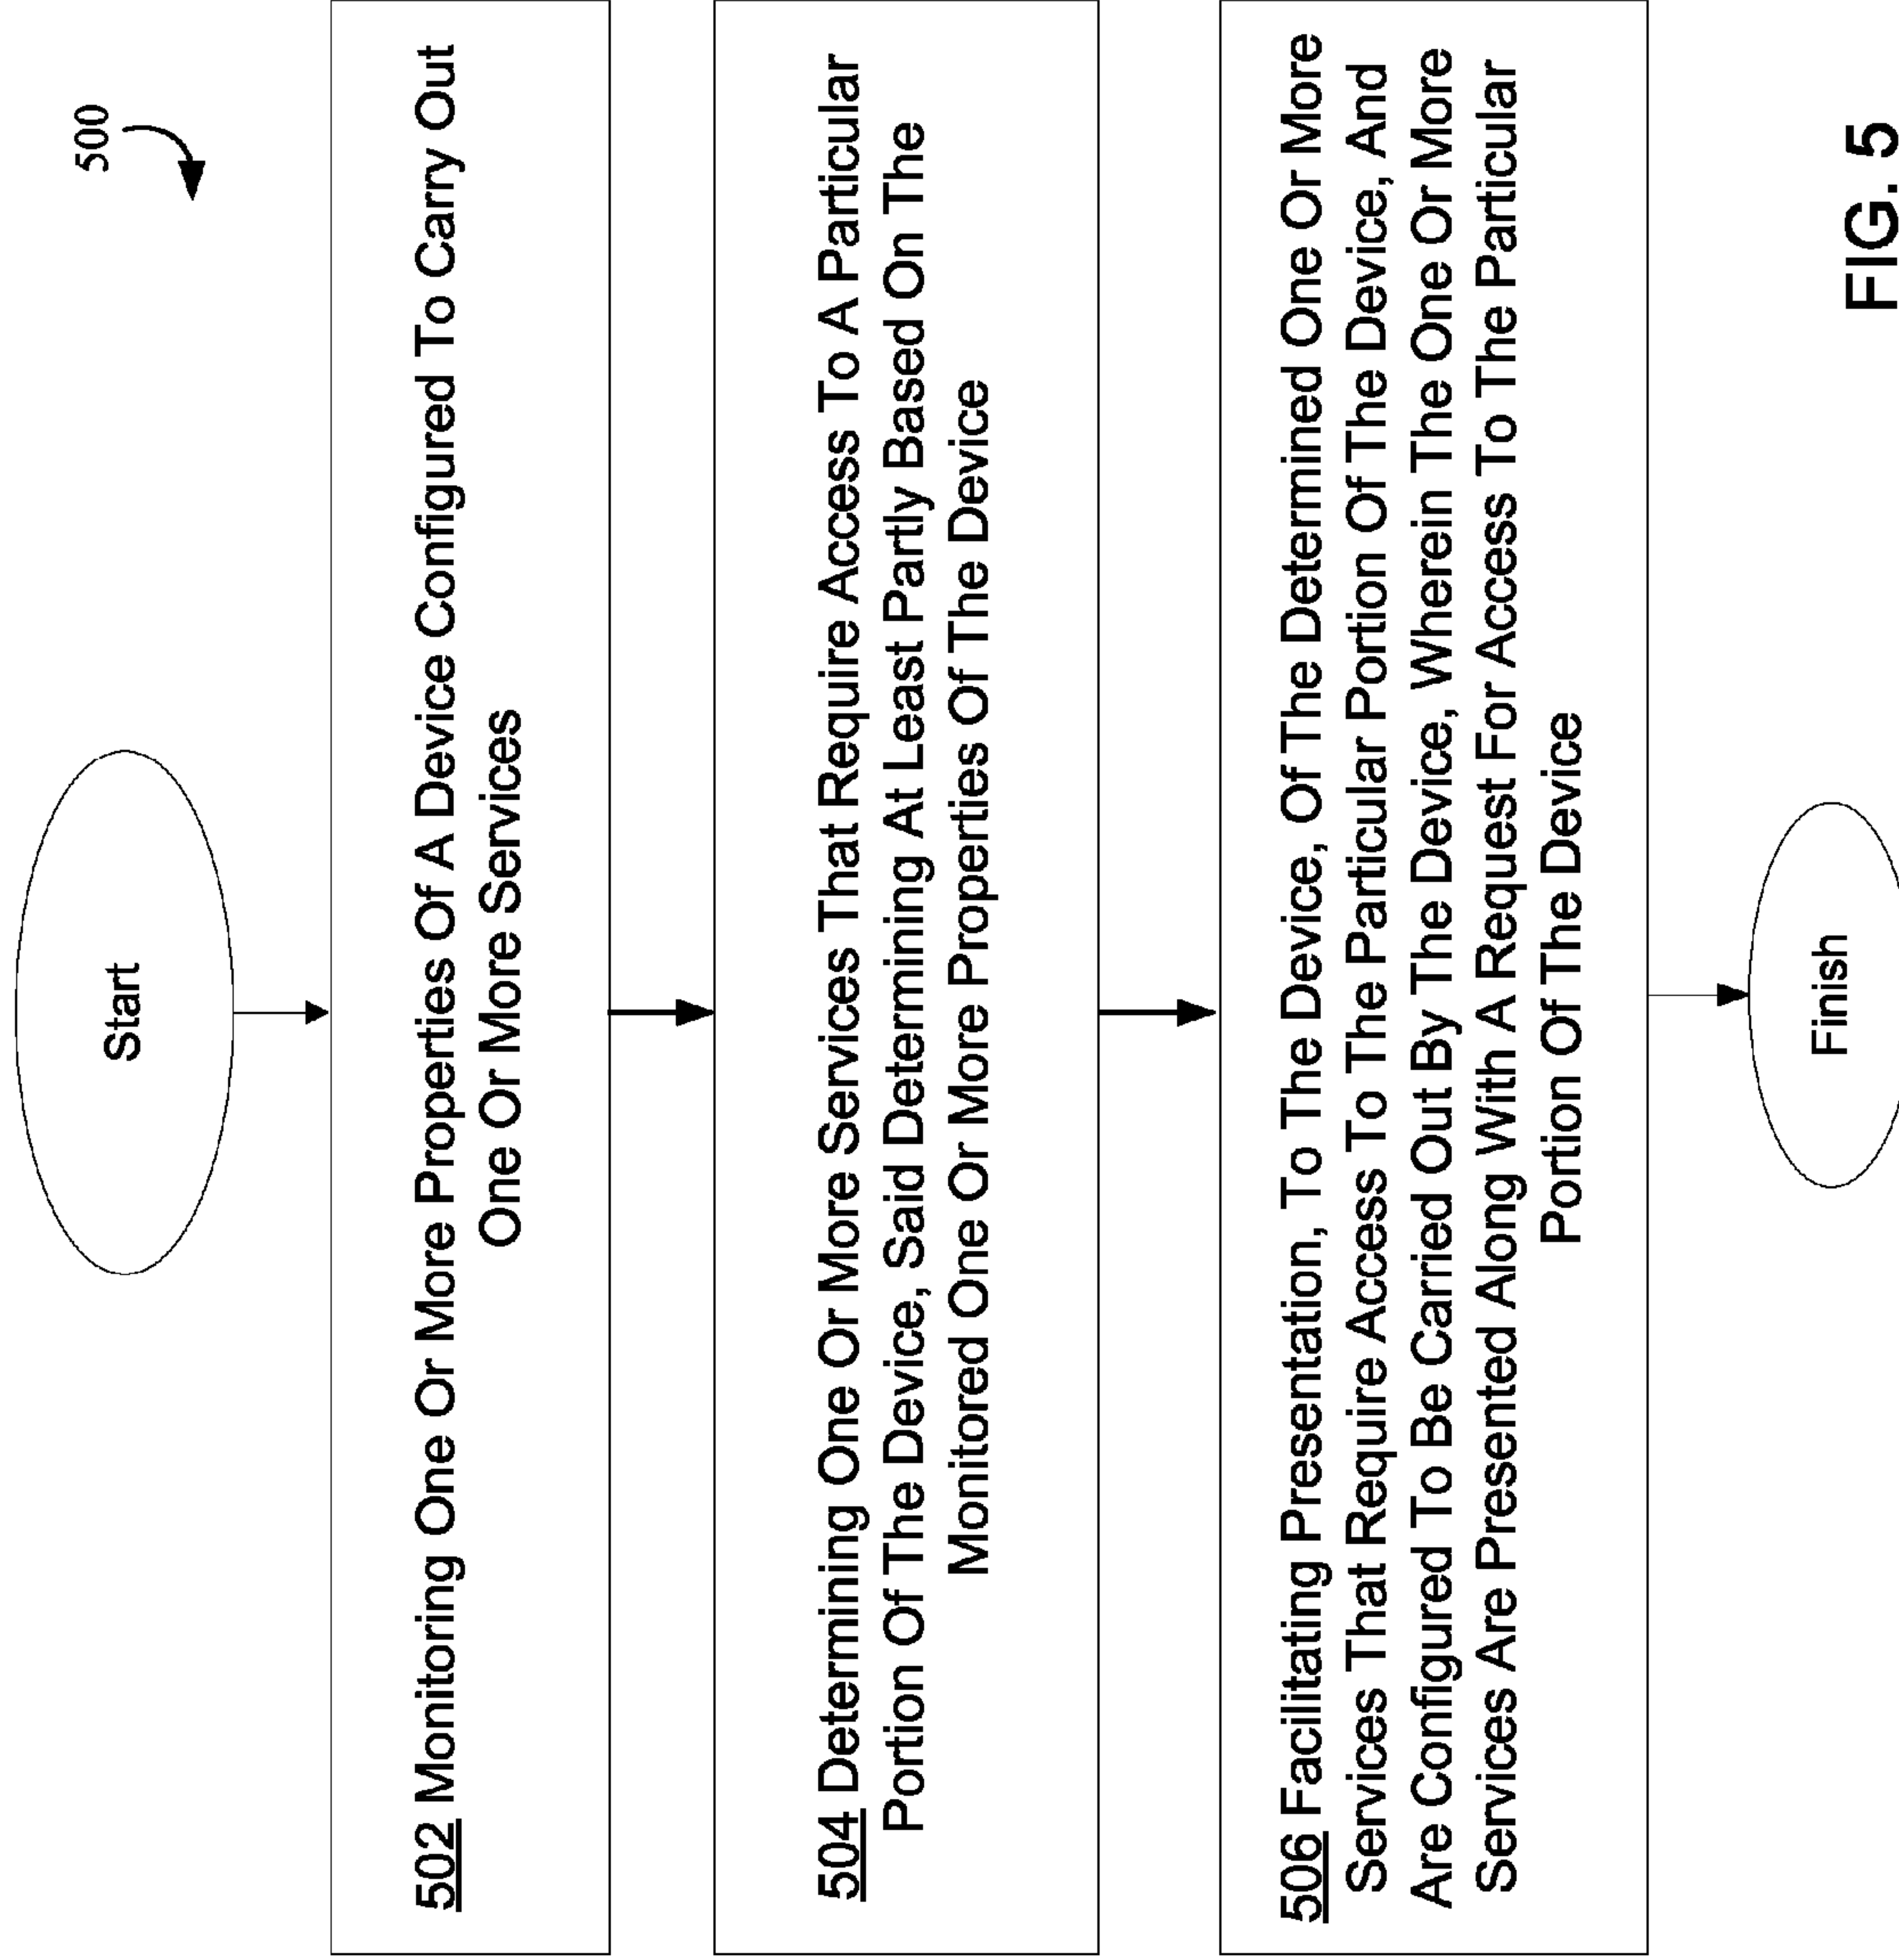 500
Start
502 Monitoring One Or More Properties Of A Device Configured To Carry Out
One Or More Services
504 Determining One Or More Services That Require Access To A Particular
Portion Of The Device, Said Determining At Least Partly Based On The
Monitored One Or More Properties Of The Device
506 Facilitating Presentation, To The Device, Of The Determined One Or More
Services That Require Access To The Particular Portion Of The Device, And
Are Configured To Be Carried Out By The Device, Wherein The One Or More
Services Are Presented Along With A Request For Access To The Particular
Portion Of The Device
Finish
FIG. 5